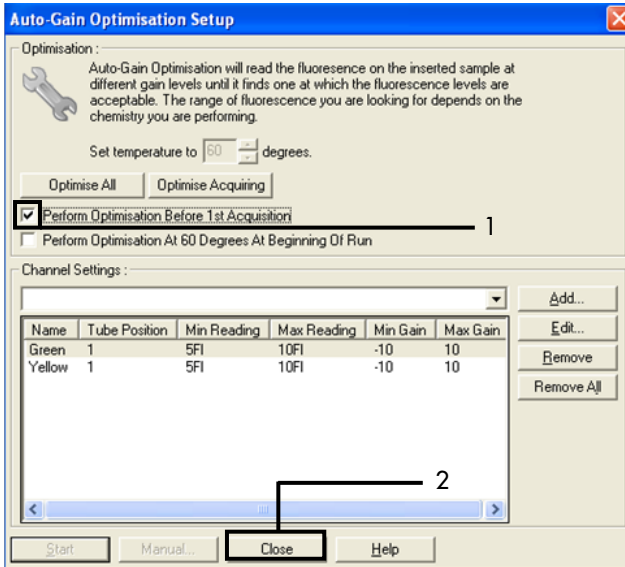 Auto-Gain Optimisation Setup
Optimisation :
Auto-Gain Optimisation will read the fluoresence on the inserted sample at
different gain levels until it finds one at which the fluorescence levels are
acceptable. The range of fluorescence you are looking for depends on the
chemistry you are performing.
Set temperature to 60 degrees.
Optimise All Optimise Acquiring
Perform Optimisation Before 1st Acquisition 1
Perform Optimisation At 60 Degrees At Beginning Of Run
Channel Settings :
Add...
Name Tube Position Min Reading Max Reading Min Gain Max Gain Edit...
Green 1 5Fl 10Fl -10 10
Yellow 1 5Fl 10Fl -10 10 Remove
Remove All
2
Start Manual... Close Help